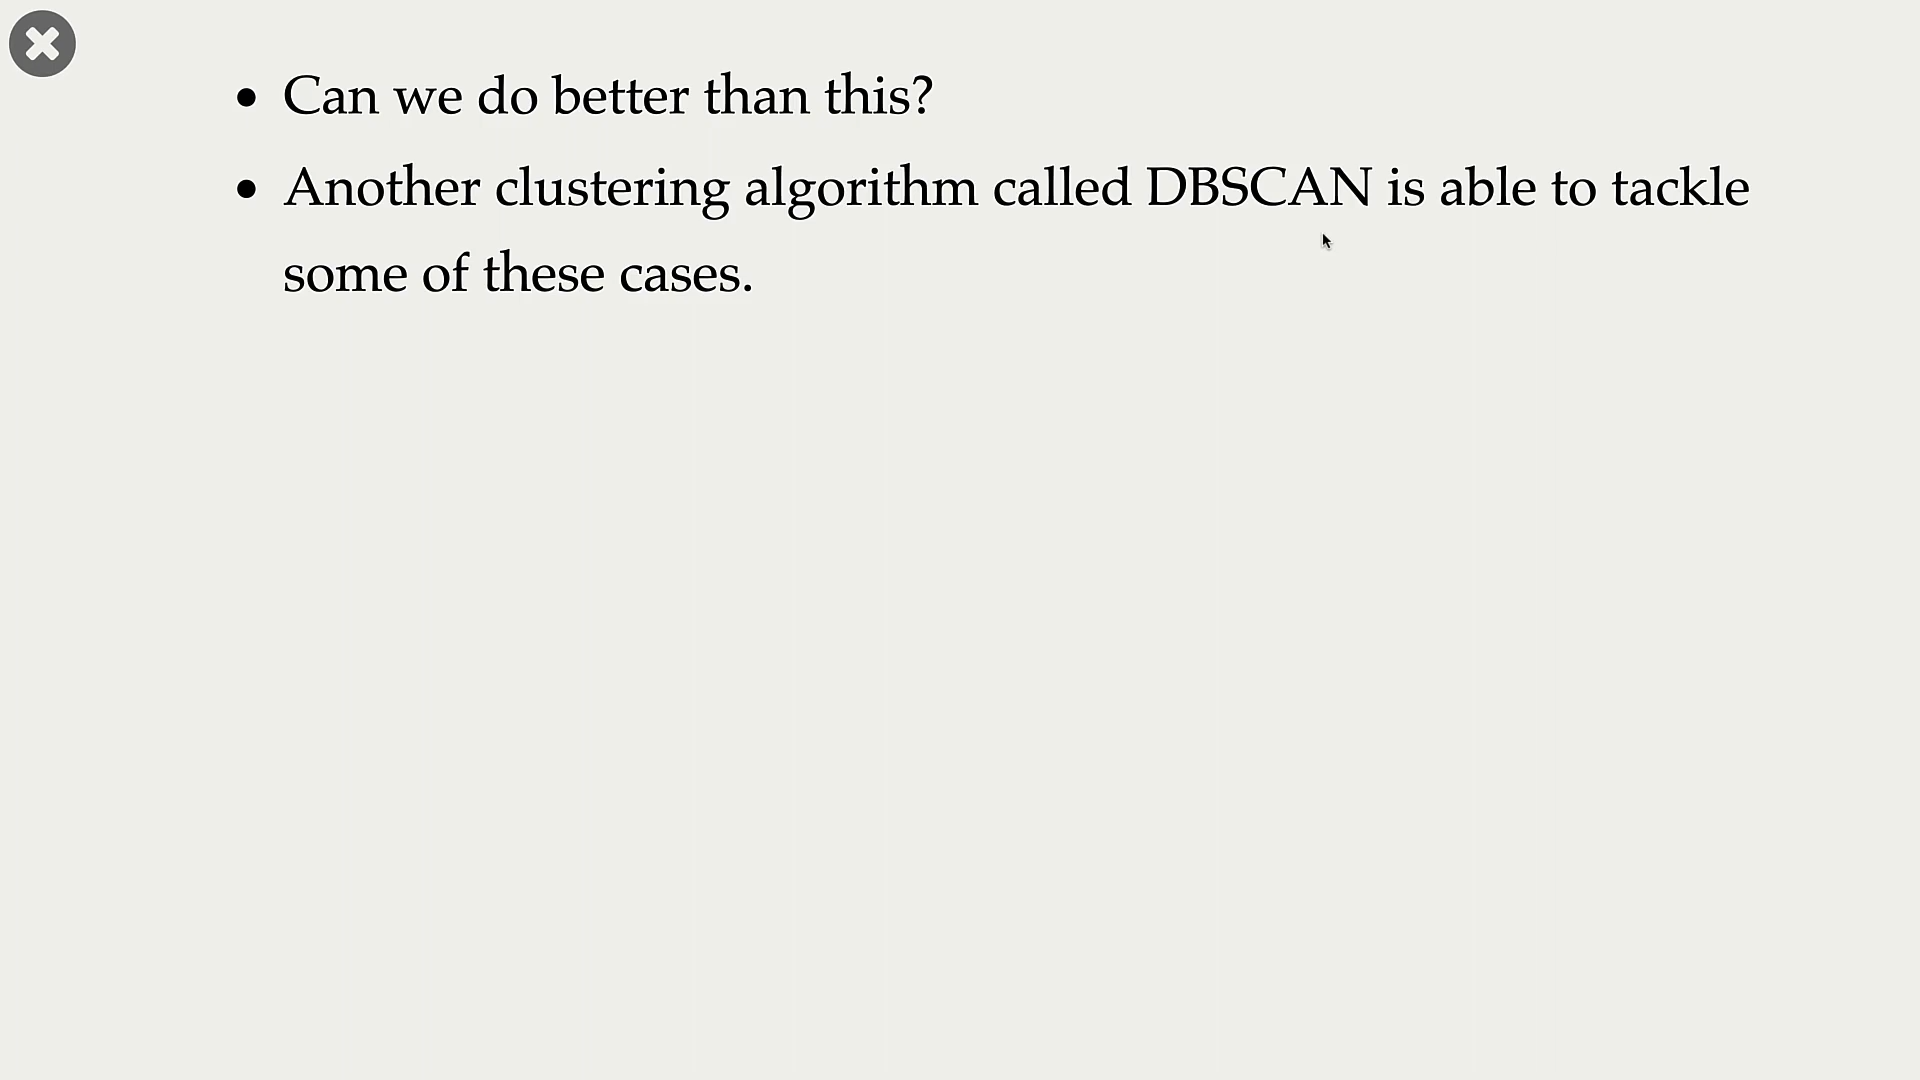 • Can we do better than this?
• Another clustering algorithm called DBSCAN is able to tackle
some of these cases.